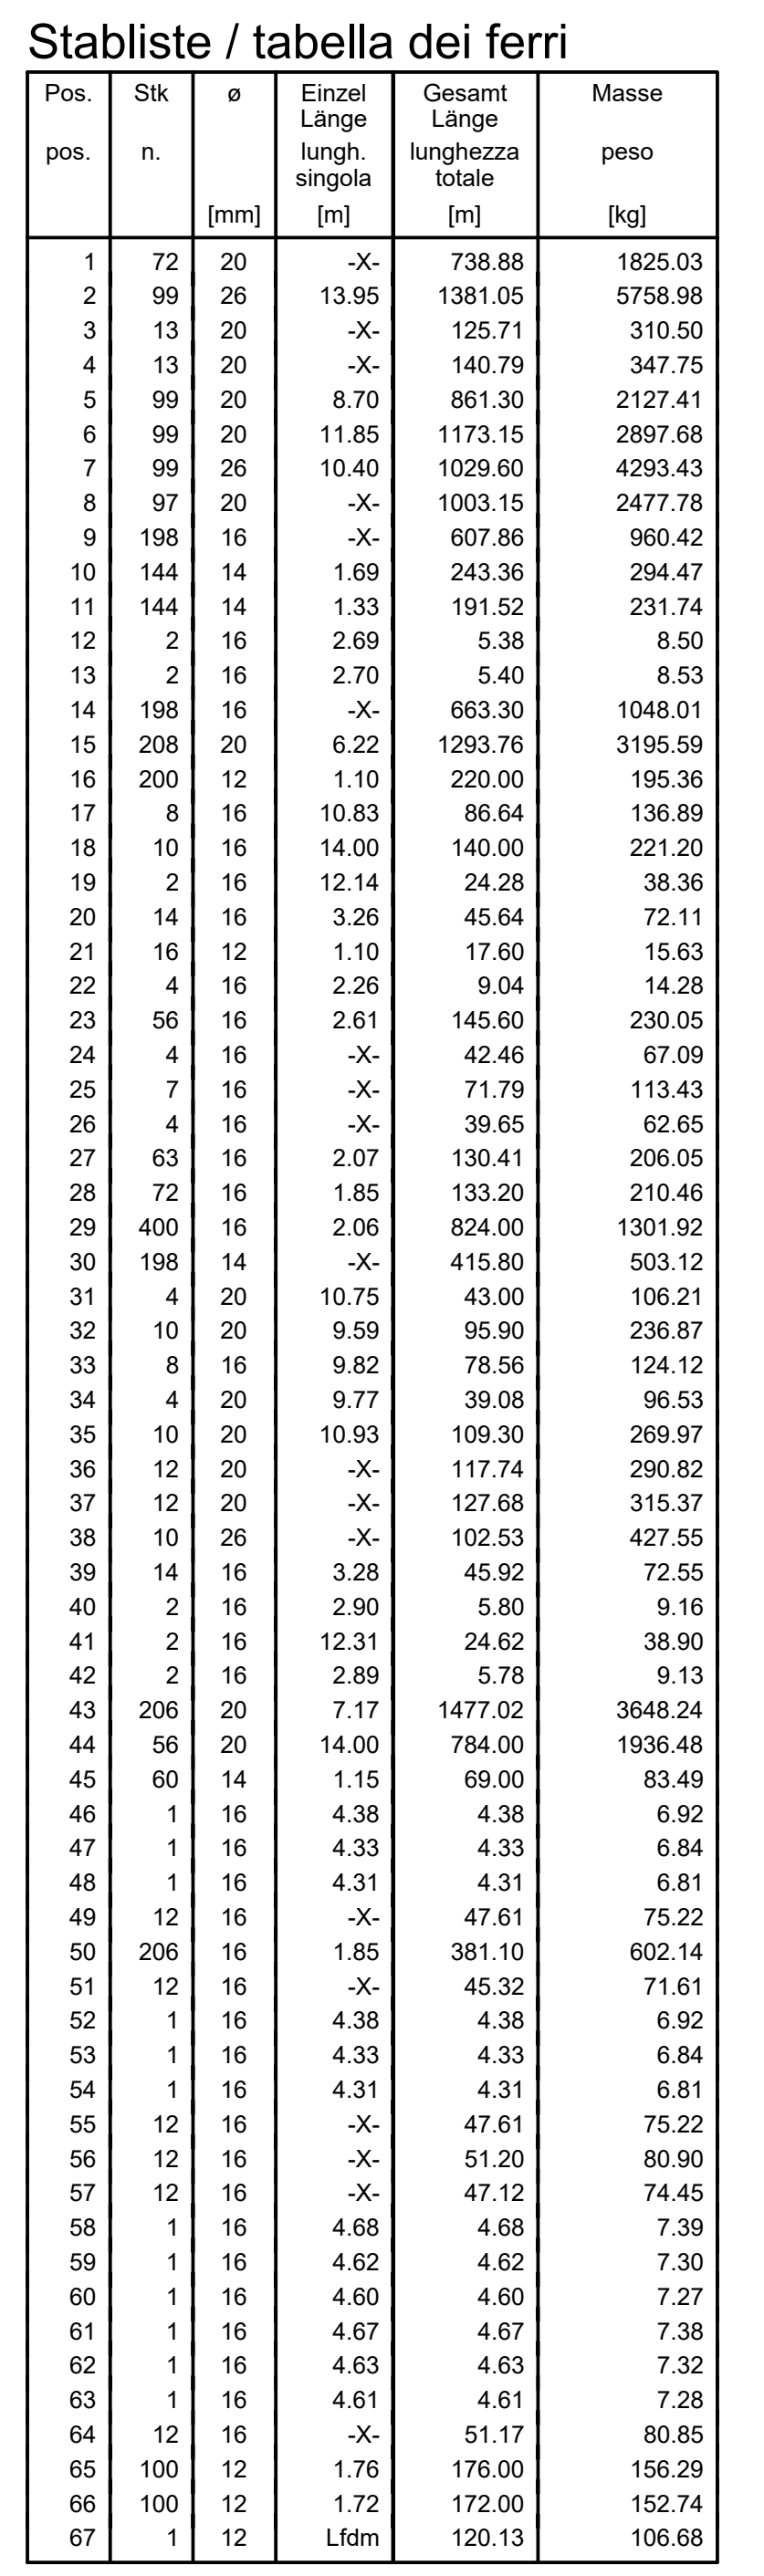 Stabliste / tabella dei ferri
Pos. Stk ø Einzel Gesamt Masse
Länge Länge
pos. n. lungh. lunghezza peso
singola totale
[mm] [m] [m] [kg]
1 72 20 -X- 738.88 1825.03
2 99 26 13.95 1381.05 5758.98
3 13 20 -X- 125.71 310.50
4 13 20 -X- 140.79 347.75
5 99 20 8.70 861.30 2127.41
6 99 20 11.85 1173.15 2897.68
7 99 26 10.40 1029.60 4293.43
8 97 20 -X- 1003.15 2477.78
9 198 16 -X- 607.86 960.42
10 144 14 1.69 243.36 294.47
11 144 14 1.33 191.52 231.74
12 2 16 2.69 5.38 8.50
13 2 16 2.70 5.40 8.53
14 198 16 -X- 663.30 1048.01
15 208 20 6.22 1293.76 3195.59
16 200 12 1.10 220.00 195.36
17 8 16 10.83 86.64 136.89
18 10 16 14.00 140.00 221.20
19 2 16 12.14 24.28 38.36
20 14 16 3.26 45.64 72.11
21 16 12 1.10 17.60 15.63
22 4 16 2.26 9.04 14.28
23 56 16 2.61 145.60 230.05
24 4 16 -X- 42.46 67.09
25 7 16 -X- 71.79 113.43
26 4 16 -X- 39.65 62.65
27 63 16 2.07 130.41 206.05
28 72 16 1.85 133.20 210.46
29 400 16 2.06 824.00 1301.92
30 198 14 -X- 415.80 503.12
31 4 20 10.75 43.00 106.21
32 10 20 9.59 95.90 236.87
33 8 16 9.82 78.56 124.12
34 4 20 9.77 39.08 96.53
35 10 20 10.93 109.30 269.97
36 12 20 -X- 117.74 290.82
37 12 20 -X- 127.68 315.37
38 10 26 -X- 102.53 427.55
39 14 16 3.28 45.92 72.55
40 2 16 2.90 5.80 9.16
41 2 16 12.31 24.62 38.90
42 2 16 2.89 5.78 9.13
43 206 20 7.17 1477.02 3648.24
44 56 20 14.00 784.00 1936.48
45 60 14 1.15 69.00 83.49
46 1 16 4.38 4.38 6.92
47 1 16 4.33 4.33 6.84
48 1 16 4.31 4.31 6.81
49 12 16 -X- 47.61 75.22
50 206 16 1.85 381.10 602.14
51 12 16 -X- 45.32 71.61
52 1 16 4.38 4.38 6.92
53 1 16 4.33 4.33 6.84
54 1 16 4.31 4.31 6.81
55 12 16 -X- 47.61 75.22
56 12 16 -X- 51.20 80.90
57 12 16 -X- 47.12 74.45
58 1 16 4.68 4.68 7.39
59 1 16 4.62 4.62 7.30
60 1 16 4.60 4.60 7.27
61 1 16 4.67 4.67 7.38
62 1 16 4.63 4.63 7.32
63 1 16 4.61 4.61 7.28
64 12 16 -X- 51.17 80.85
65 100 12 1.76 176.00 156.29
66 100 12 1.72 172.00 152.74
67 1 12 Lfdm 120.13 106.68